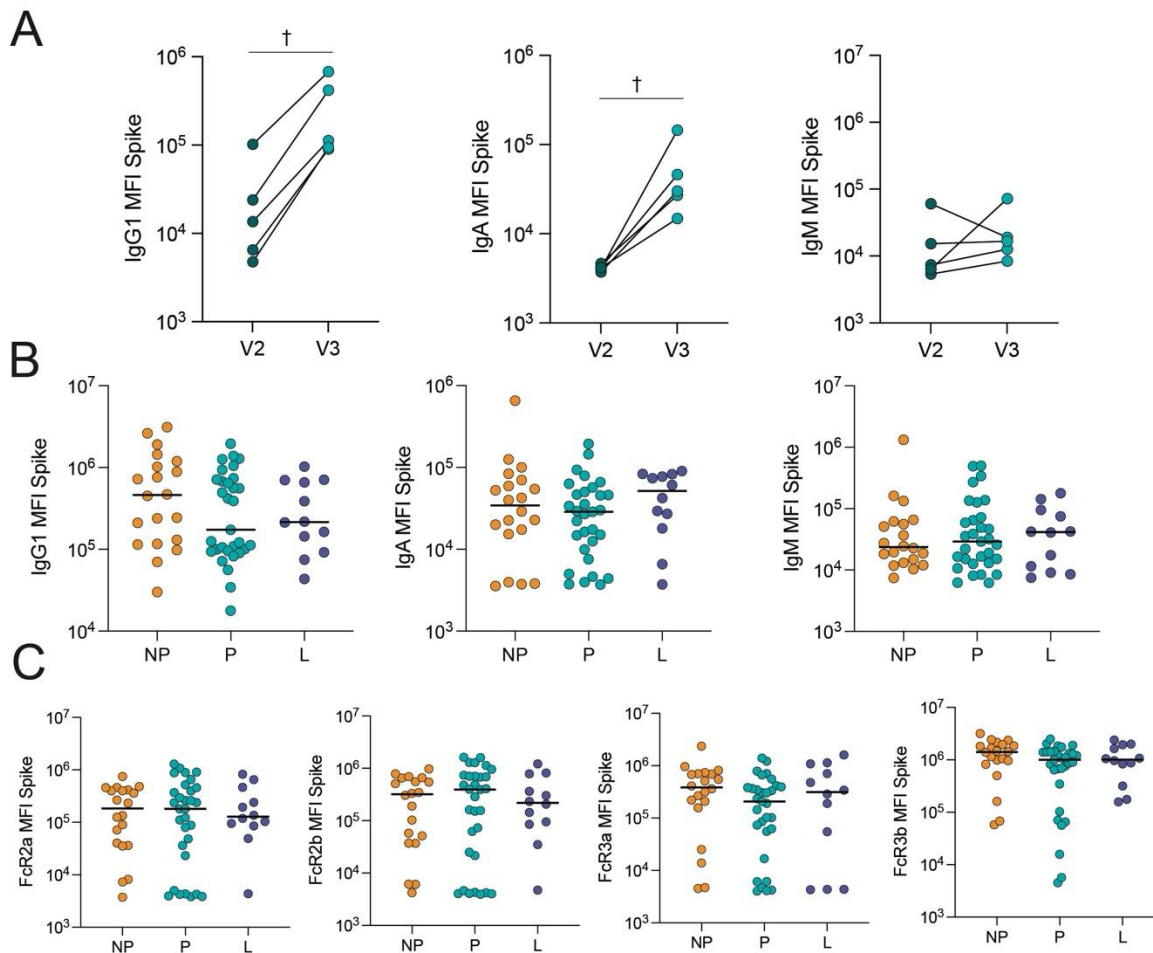 A
IgG1 MFI Spike
10⁶
10⁵
10⁴
10³
†
V2 V3
IgA MFI Spike
10⁶
10⁵
10⁴
10³
†
V2 V3
IgM MFI Spike
10⁷
10⁶
10⁵
10⁴
10³
V2 V3
B
IgG1 MFI Spike
10⁷
10⁶
10⁵
10⁴
NP P L
IgA MFI Spike
10⁶
10⁵
10⁴
10³
NP P L
IgM MFI Spike
10⁷
10⁶
10⁵
10⁴
10³
NP P L
C
FcR2a MFI Spike
10⁷
10⁶
10⁵
10⁴
10³
NP P L
FcR2b MFI Spike
10⁷
10⁶
10⁵
10⁴
10³
NP P L
FcR3a MFI Spike
10⁷
10⁶
10⁵
10⁴
10³
NP P L
FcR3b MFI Spike
10⁷
10⁶
10⁵
10⁴
10³
NP P L